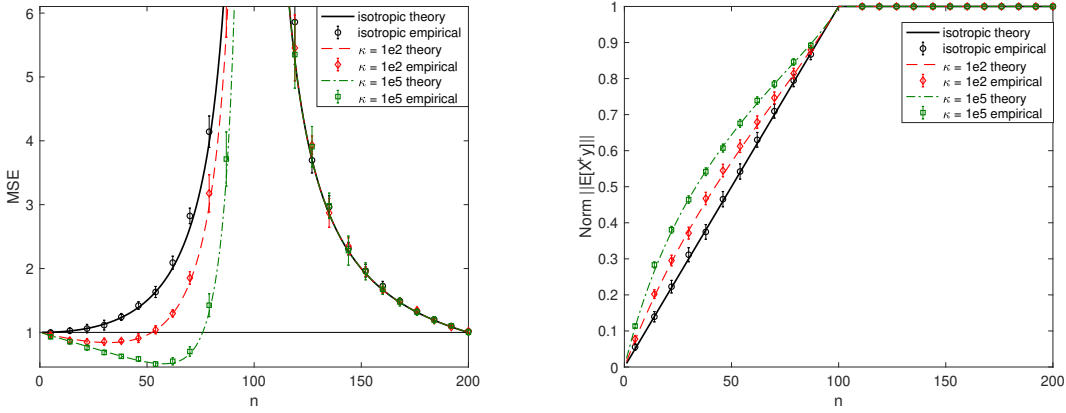 6
5
4
3
2
1
0
50
100
150
200
n
MSE
isotropic theory
isotropic empirical
κ = 1e2 theory
κ = 1e2 empirical
κ = 1e5 theory
κ = 1e5 empirical
1
0.9
0.8
0.7
0.6
0.5
0.4
0.3
0.2
0.1
0
0
50
100
150
200
n
Norm ||E[X⁺y]||
isotropic theory
isotropic empirical
κ = 1e2 theory
κ = 1e2 empirical
κ = 1e5 theory
κ = 1e5 empirical